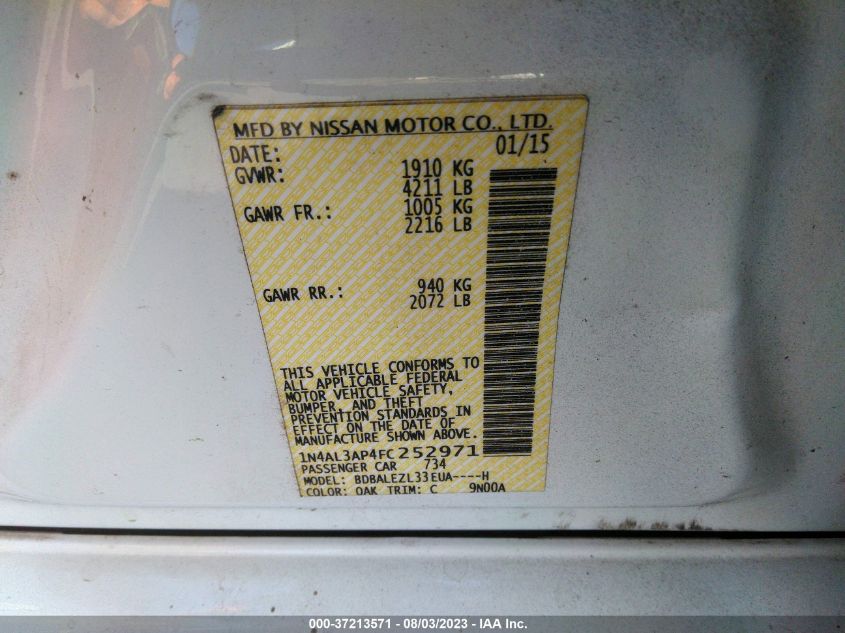 MFD BY NISSAN MOTOR CO., LTD.
DATE: 01/15
GVWR: 1910 KG
4211 LB
GAWR FR.: 1005 KG
2216 LB
GAWR RR.: 940 KG
2072 LB
THIS VEHICLE CONFORMS TO
ALL APPLICABLE FEDERAL
MOTOR VEHICLE SAFETY,
BUMPER, AND THEFT
PREVENTION STANDARDS IN
EFFECT ON THE DATE OF
MANUFACTURE SHOWN ABOVE.
1N4AL3AP4FC252971
PASSENGER CAR 734
MODEL: BDBALEZL33EUA----H
COLOR: QAK TRIM: C 9N00A
000-37213571 - 08/03/2023 - IAA Inc.